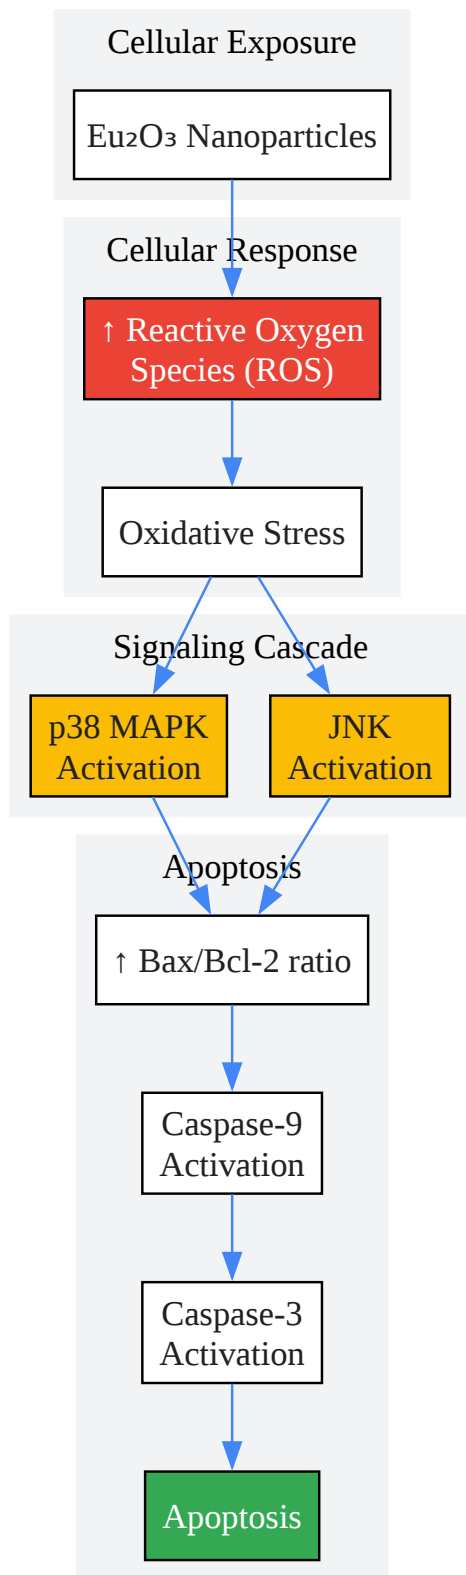 Cellular Exposure
Eu₂O₃ Nanoparticles
Cellular Response
↑ Reactive Oxygen
Species (ROS)
Oxidative Stress
Signaling Cascade
p38 MAPK
Activation
JNK
Activation
Apoptosis
↑ Bax/Bcl-2 ratio
Caspase-9
Activation
Caspase-3
Activation
Apoptosis